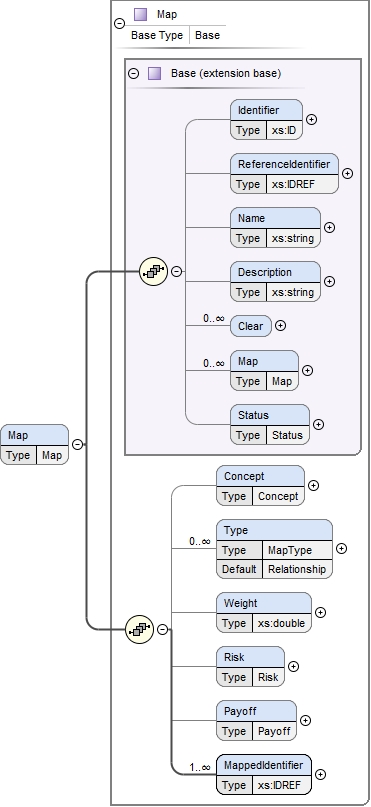 Map
Base Type Base
Base (extension base)
Identifier
Type xs:ID
ReferenceIdentifier
Type xs:IDREF
Name
Type xs:string
Description
Type xs:string
0..∞
Clear
0..∞
Map
Type Map
Status
Type Status
Map
Type Map
Concept
Type Concept
0..∞
Type
Type MapType
Default Relationship
Weight
Type xs:double
Risk
Type Risk
Payoff
Type Payoff
1..∞
MappedIdentifier
Type xs:IDREF